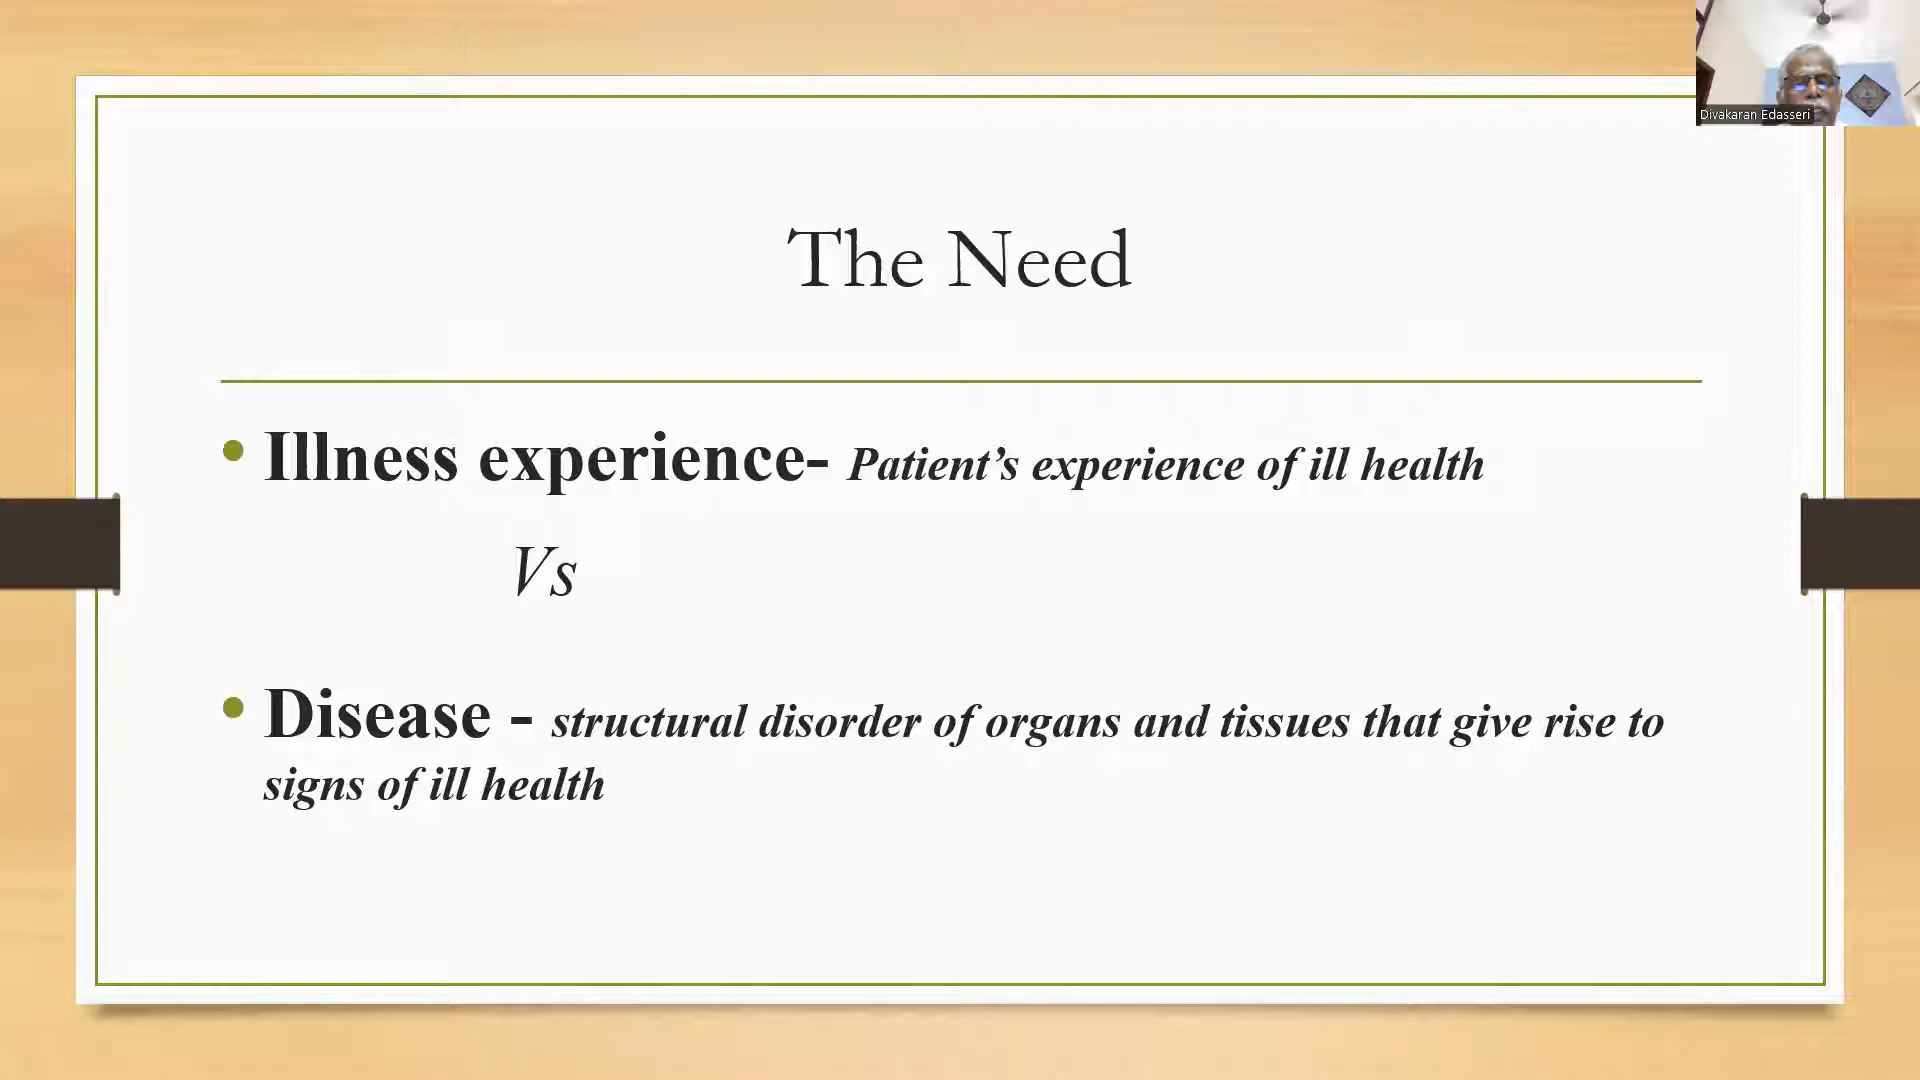 Divakaran Edasseri
The Need
• Illness experience- Patient’s experience of ill health
Vs
• Disease - structural disorder of organs and tissues that give rise to
signs of ill health